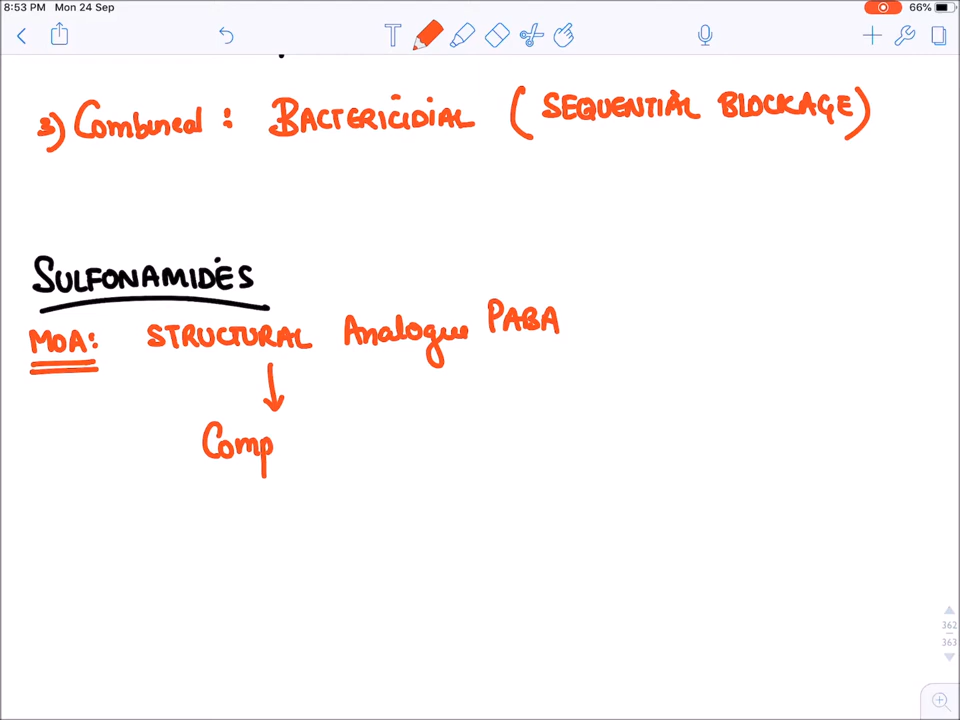 8:53 PM Mon 24 Sep 66%
T
3) Combined : BACTERICIDIAL (SEQUENTIAL BLOCKAGE)
SULFONAMIDES
MOA: STRUCTURAL Analogue PABA
Comp
362
363